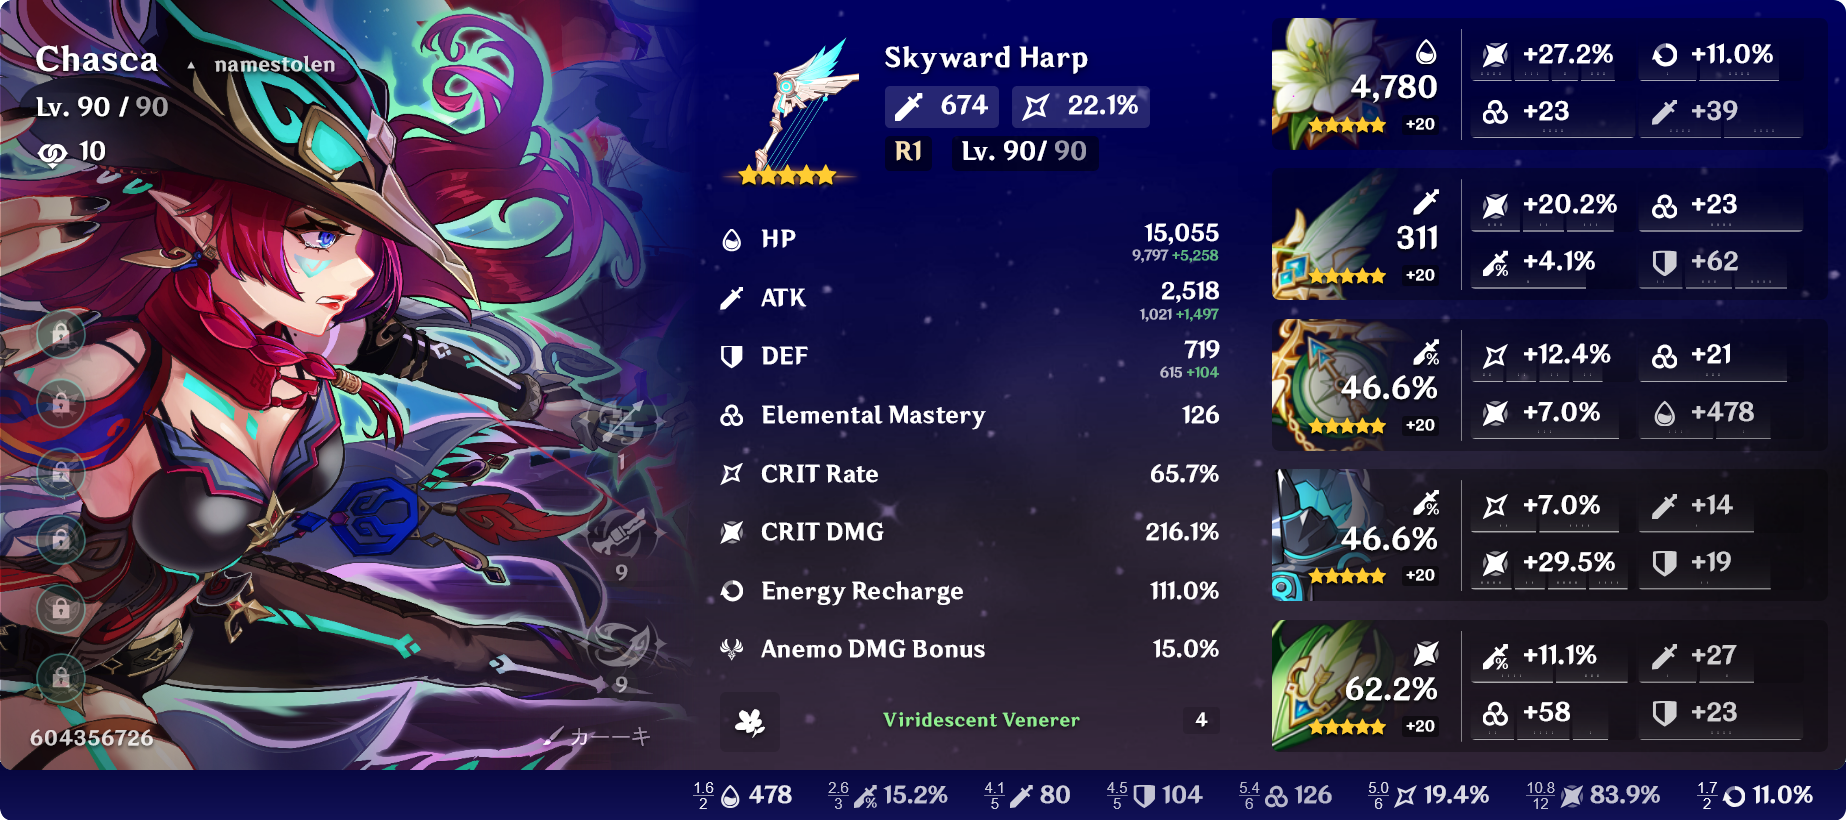 Chasca ▲ namestolen
Lv. 90 / 90
10
1
9
9
604356726
カーーキ
Skyward Harp
674 22.1%
R1 Lv. 90/ 90
HP 15,055
9,797 +5,258
ATK 2,518
1,021 +1,497
DEF 719
615 +104
Elemental Mastery 126
CRIT Rate 65.7%
CRIT DMG 216.1%
Energy Recharge 111.0%
Anemo DMG Bonus 15.0%
Viridescent Venerer 4
4,780
+20
+27.2% +11.0%
+23 +39
311
+20
+20.2% +23
+4.1% +62
46.6%
+20
+12.4% +21
+7.0% +478
46.6%
+20
+7.0% +14
+29.5% +19
62.2%
+20
+11.1% +27
+58 +23
1.6 2 478 2.6 3 15.2% 4.1 5 80 4.5 5 104 5.4 6 126 5.0 6 19.4% 10.8 12 83.9% 1.7 2 11.0%